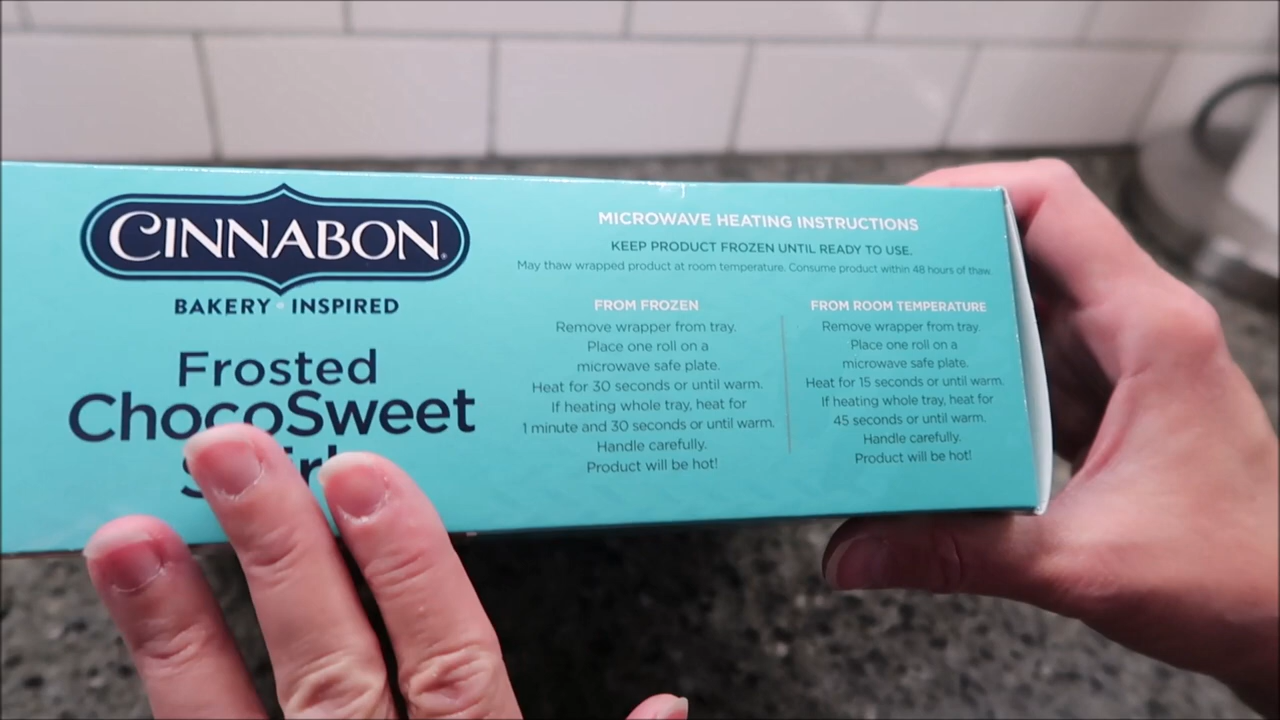 CINNABON
BAKERY • INSPIRED
Frosted
ChocoSweet
MICROWAVE HEATING INSTRUCTIONS
KEEP PRODUCT FROZEN UNTIL READY TO USE.
May thaw wrapped product at room temperature. Consume product within 48 hours of thaw.
FROM FROZEN
Remove wrapper from tray.
Place one roll on a
microwave safe plate.
Heat for 30 seconds or until warm.
If heating whole tray, heat for
1 minute and 30 seconds or until warm.
Handle carefully.
Product will be hot!
FROM ROOM TEMPERATURE
Remove wrapper from tray.
Place one roll on a
microwave safe plate.
Heat for 15 seconds or until warm.
If heating whole tray, heat for
45 seconds or until warm.
Handle carefully.
Product will be hot!